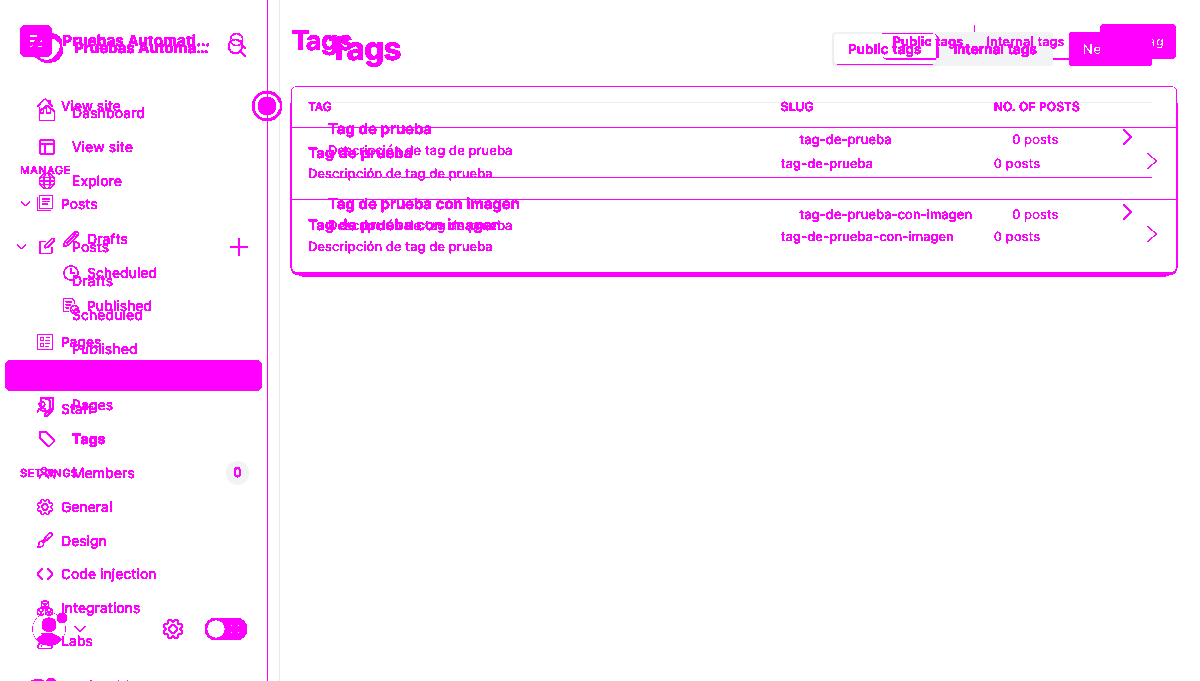 Pruebas Automati...
Pruebas Automa...
Tags
Tags
Public tags
Internal tags
Public tags
Internal tags
View site
Dashboard
View site
MANAGE
Explore
Posts
Drafts
Posts
Scheduled
Drafts
Published
Scheduled
Pages
Published
Pages
Staff
Tags
SETTINGS
Members
0
General
Design
Code injection
Integrations
Labs
TAG
SLUG
NO. OF POSTS
Tag de prueba
Descripción de tag de prueba
tag-de-prueba
0 posts
Tag de prueba
Descripción de tag de prueba
tag-de-prueba
0 posts
Tag de prueba con imagen
Descripción de tag de prueba
tag-de-prueba-con-imagen
0 posts
Tag de prueba con imagen
Descripción de tag de prueba
tag-de-prueba-con-imagen
0 posts